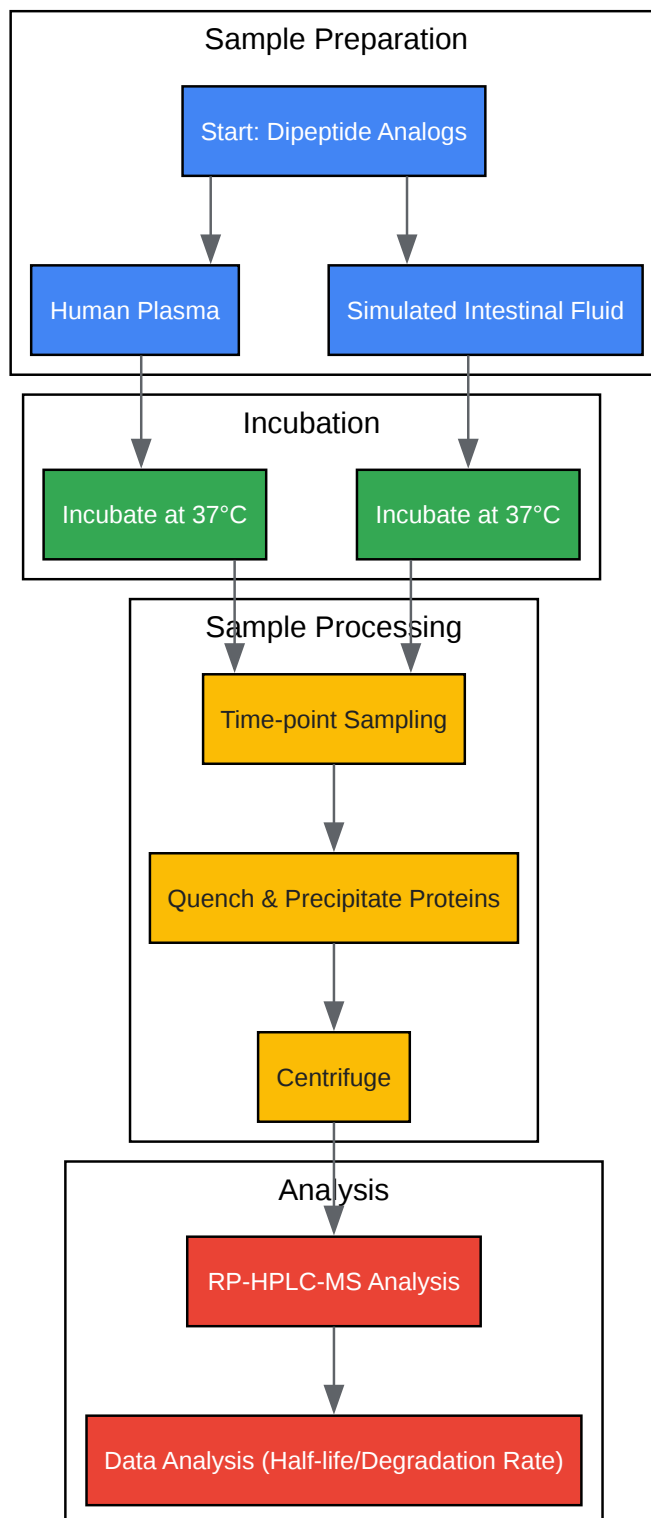 Sample Preparation
Start: Dipeptide Analogs
Human Plasma
Simulated Intestinal Fluid
Incubation
Incubate at 37°C
Incubate at 37°C
Sample Processing
Time-point Sampling
Quench & Precipitate Proteins
Centrifuge
Analysis
RP-HPLC-MS Analysis
Data Analysis (Half-life/Degradation Rate)